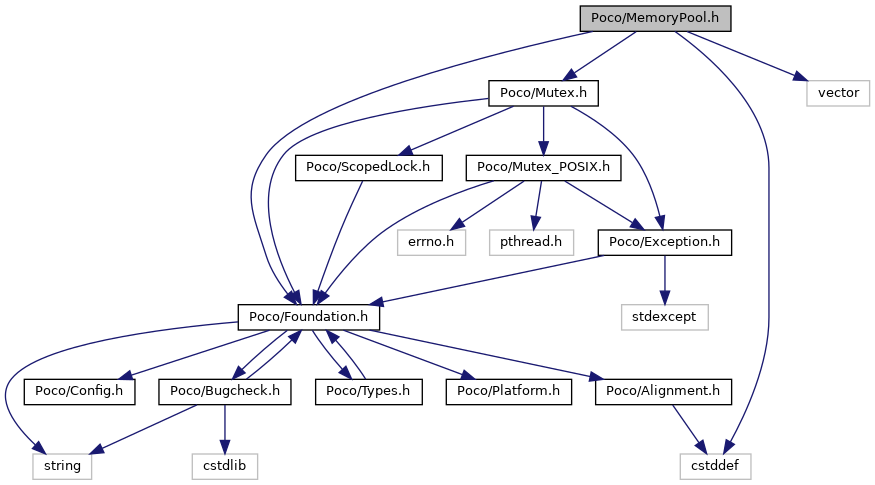 Poco/MemoryPool.h
Poco/Mutex.h
vector
Poco/ScopedLock.h
Poco/Mutex_POSIX.h
errno.h
pthread.h
Poco/Exception.h
Poco/Foundation.h
stdexcept
Poco/Config.h
Poco/Bugcheck.h
Poco/Types.h
Poco/Platform.h
Poco/Alignment.h
string
cstdlib
cstddef